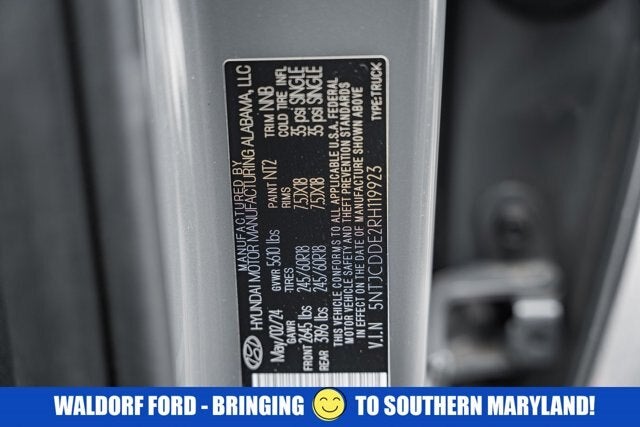 MANUFACTURED BY
HYUNDAI MOTOR MANUFACTURING ALABAMA, LLC
May/02/24 GVWR 5610 lbs PAINT NT2 TRIM NNB
GAWR TIRES RIMS COLD TIRE INFL
FRONT 2645 lbs 245/60R18 7.5JX18 35 psi SINGLE
REAR 3196 lbs 245/60R18 7.5JX18 35 psi SINGLE
THIS VEHICLE CONFORMS TO ALL APPLICABLE U.S.A. FEDERAL
MOTOR VEHICLE SAFETY AND THEFT PREVENTION STANDARDS
IN EFFECT ON THE DATE OF MANUFACTURE SHOWN ABOVE
V.I.N 5NTJCDDE2RH119923 TYPE:TRUCK
WALDORF FORD - BRINGING TO SOUTHERN MARYLAND!